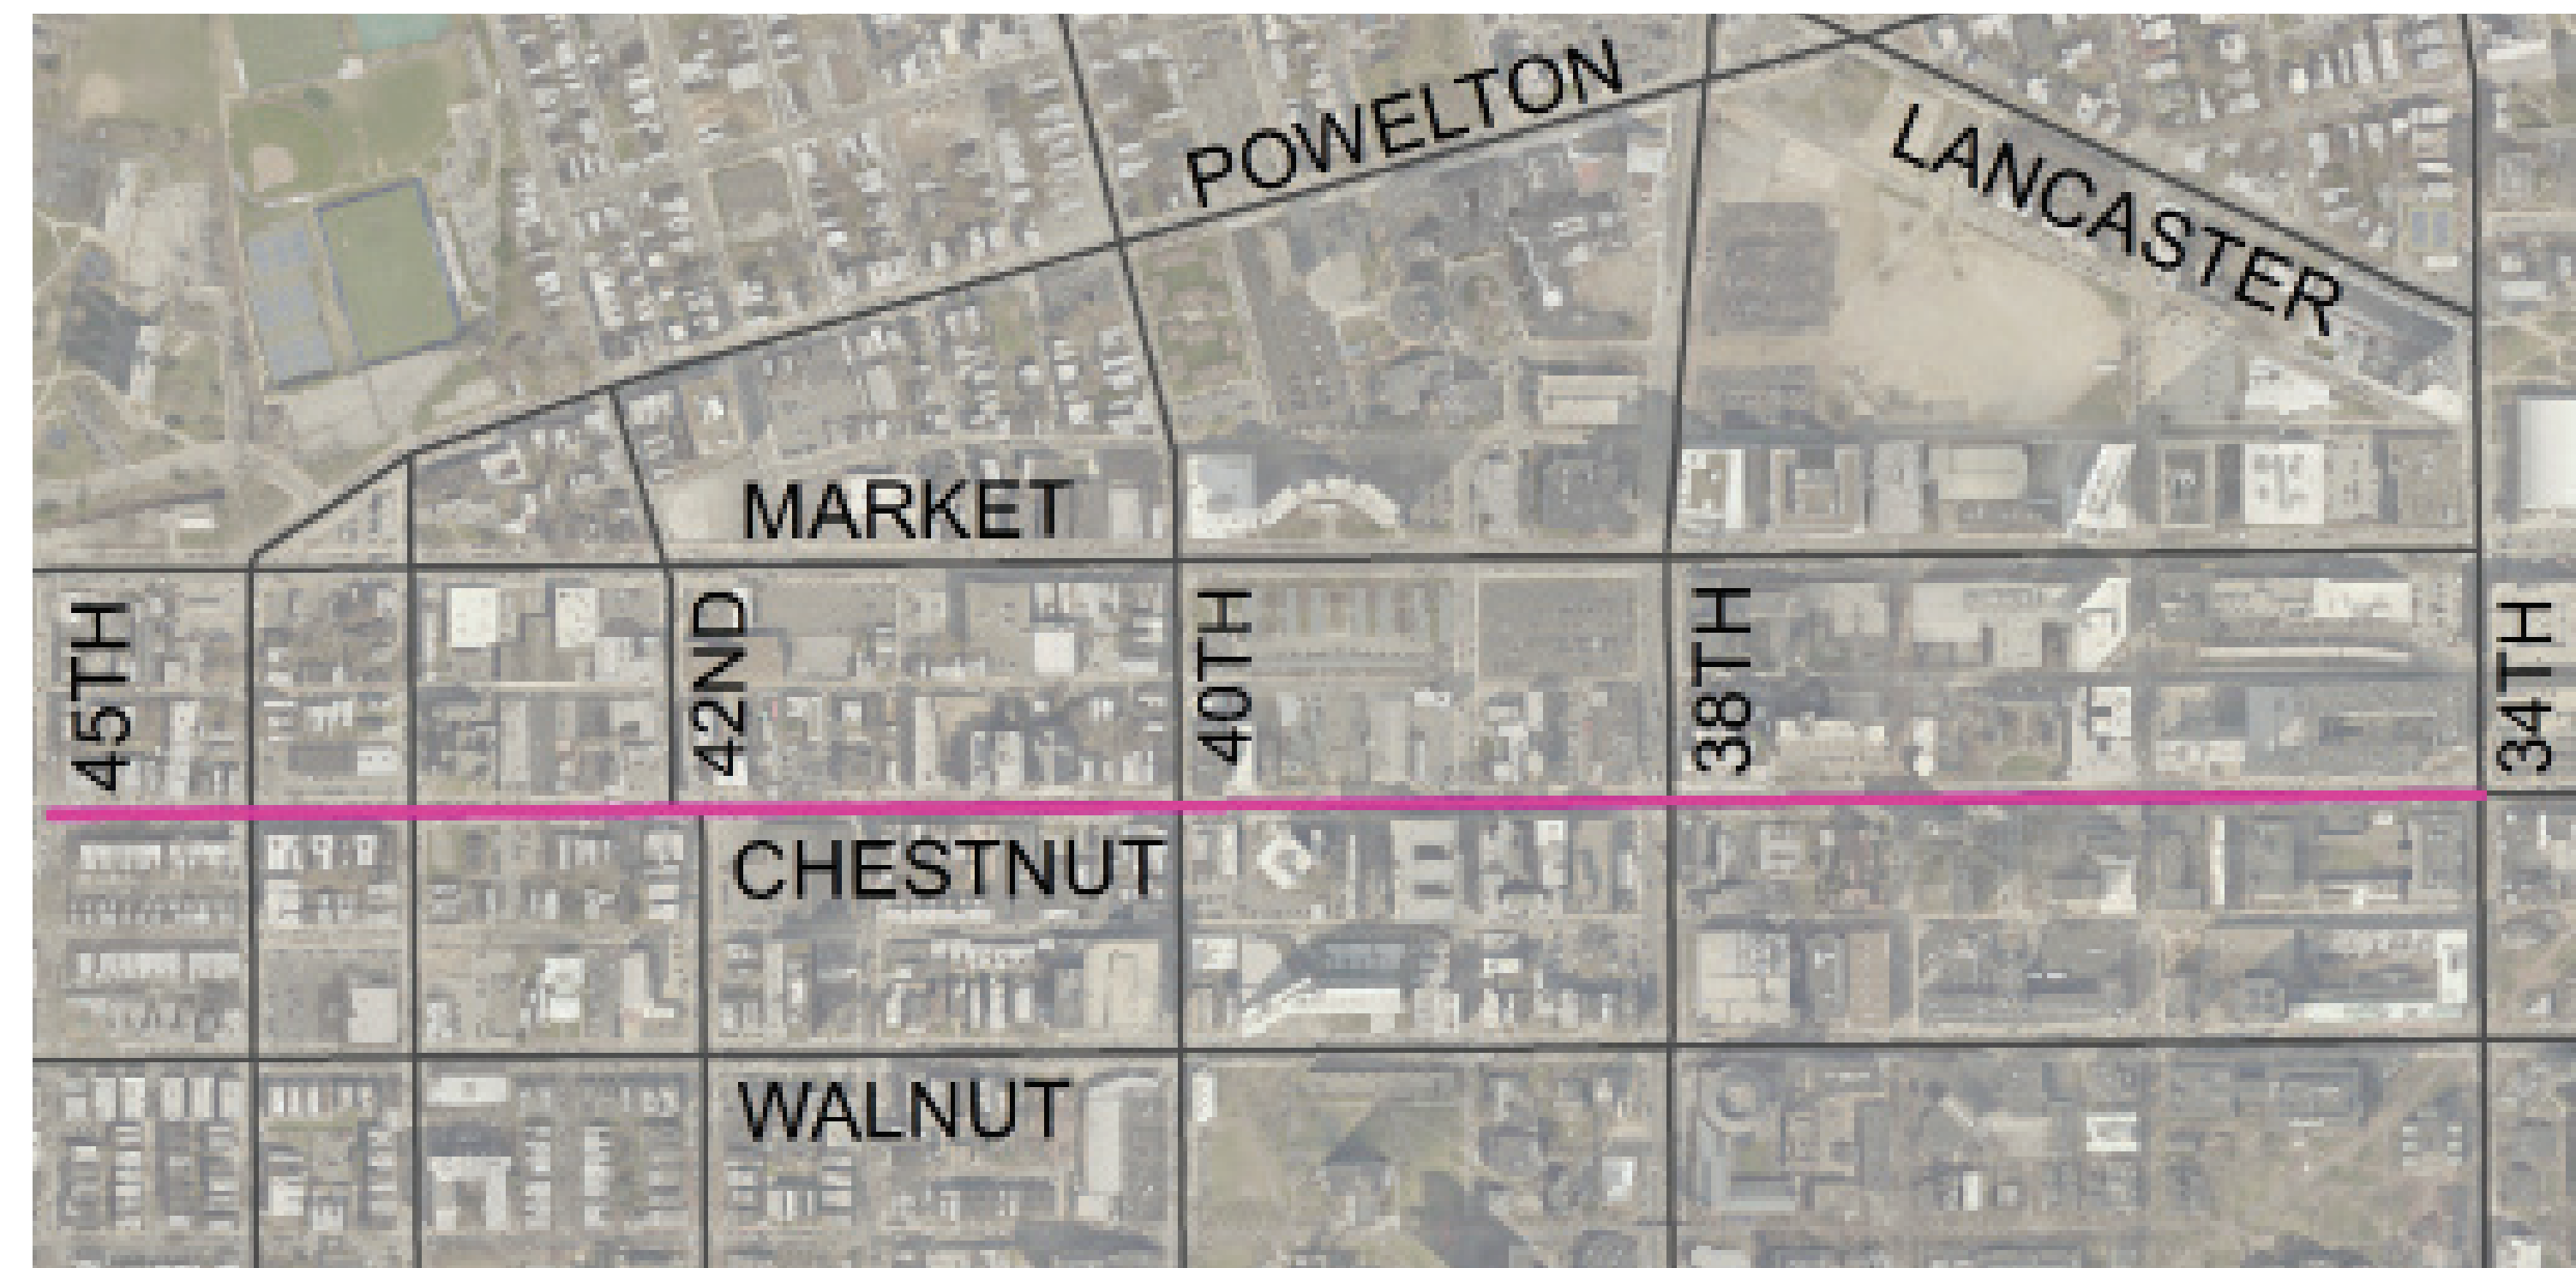 POWELTON
LANCASTER
MARKET
45TH
42ND
40TH
38TH
34TH
CHESTNUT
WALNUT